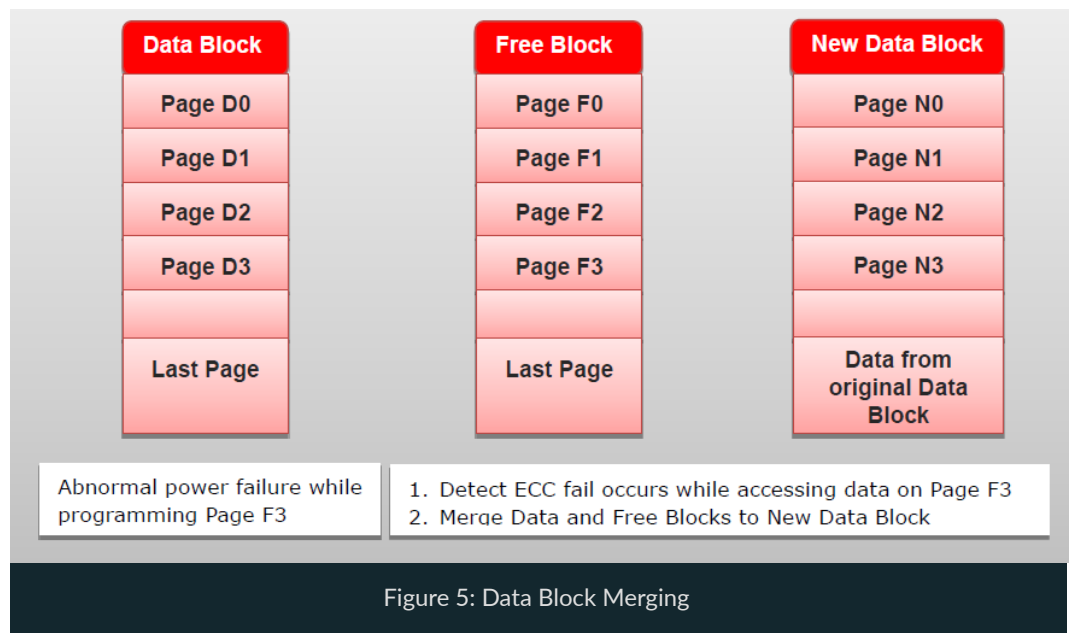 Data Block
Page D0
Page D1
Page D2
Page D3
Last Page
Free Block
Page F0
Page F1
Page F2
Page F3
Last Page
New Data Block
Page N0
Page N1
Page N2
Page N3
Data from
original Data
Block
Abnormal power failure while
programming Page F3
1. Detect ECC fail occurs while accessing data on Page F3
2. Merge Data and Free Blocks to New Data Block
Figure 5: Data Block Merging